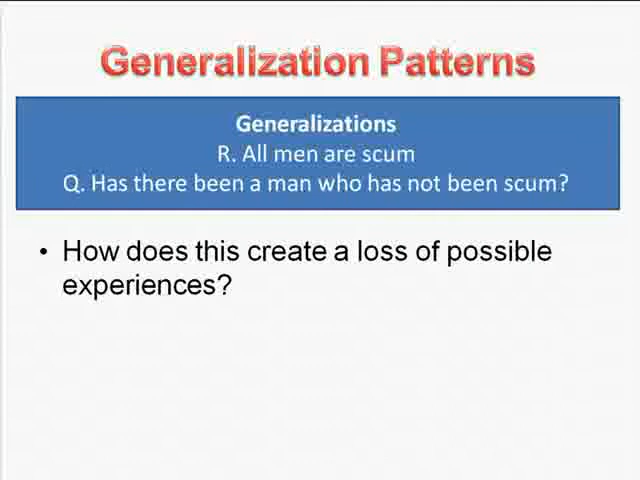 Generalization Patterns
Generalizations
R. All men are scum
Q. Has there been a man who has not been scum?
• How does this create a loss of possible
experiences?